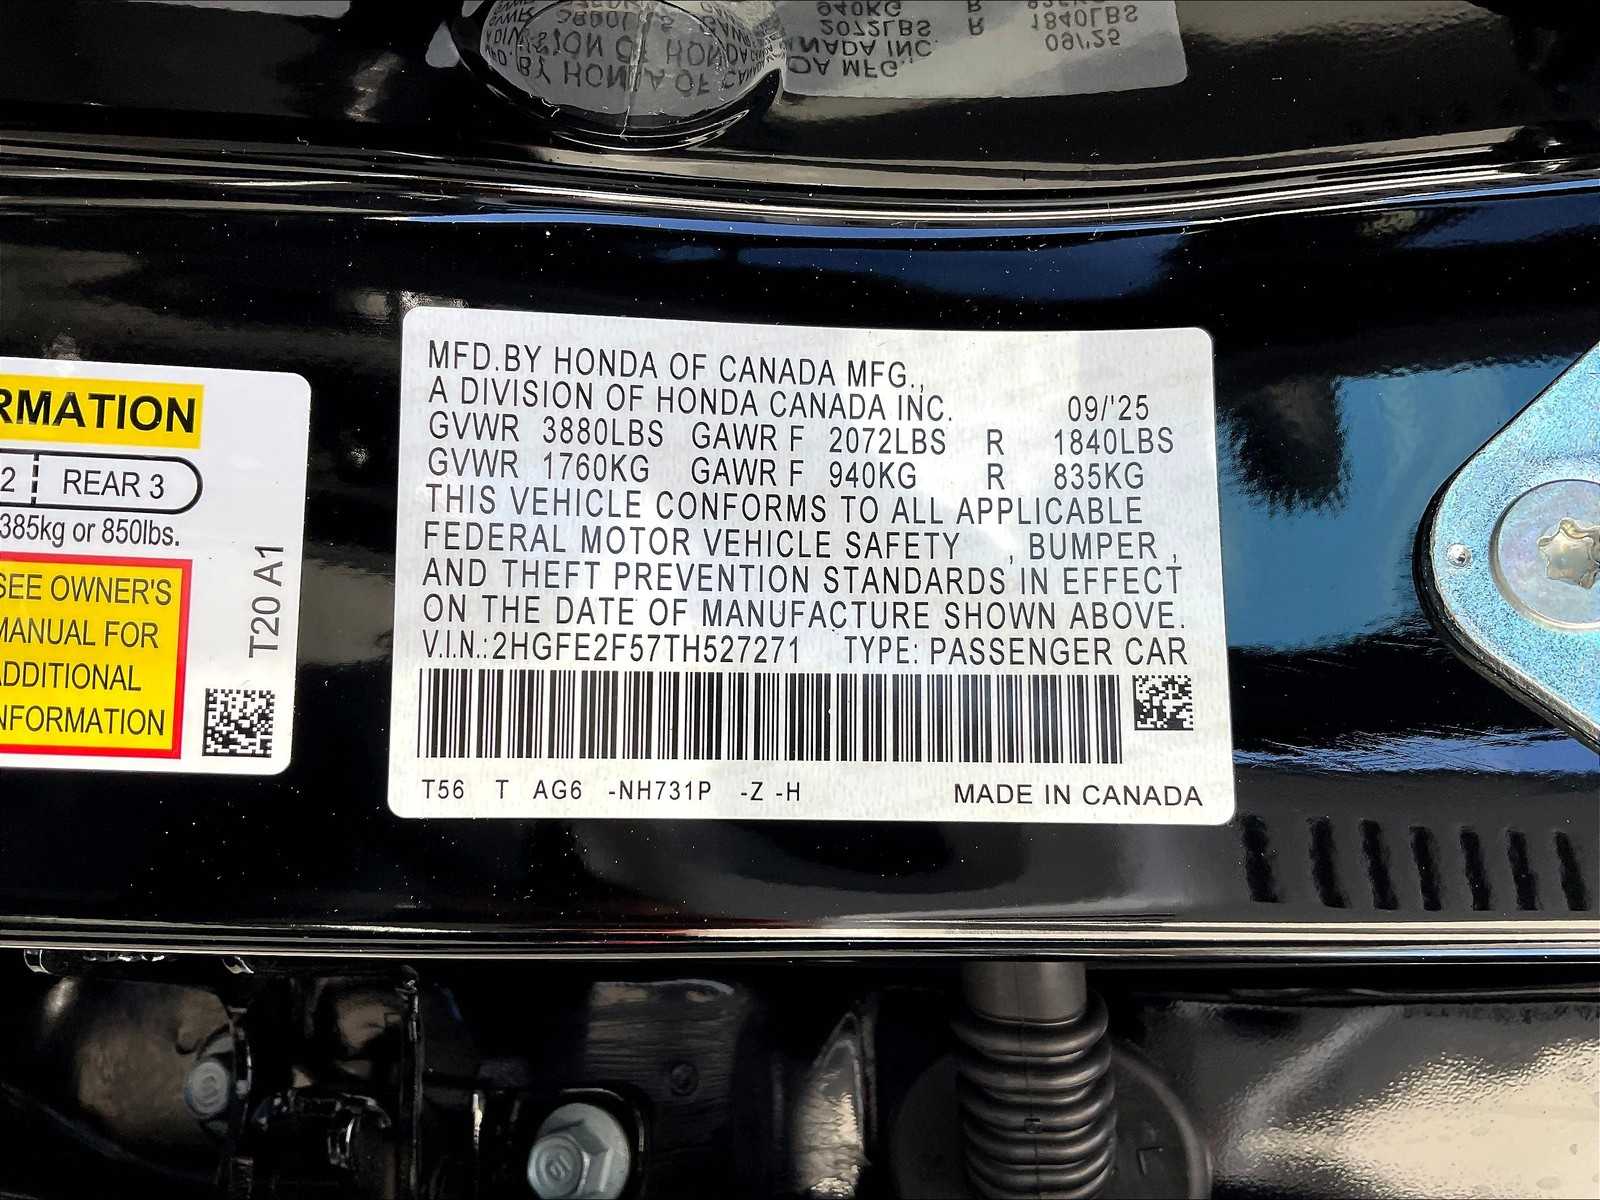 MFD.BY HONDA OF CANADA MFG.,
A DIVISION OF HONDA CANADA INC. 09/'25
GVWR 3880LBS GAWR F 2072LBS R 1840LBS
GVWR 1760KG GAWR F 940KG R 835KG
THIS VEHICLE CONFORMS TO ALL APPLICABLE
FEDERAL MOTOR VEHICLE SAFETY , BUMPER ,
AND THEFT PREVENTION STANDARDS IN EFFECT
ON THE DATE OF MANUFACTURE SHOWN ABOVE.
V.I.N.:2HGFE2F57TH527271 TYPE: PASSENGER CAR
T56 T AG6 -NH731P -Z -H MADE IN CANADA
RMATION
2 REAR 3
385kg or 850lbs.
SEE OWNER'S
MANUAL FOR
ADDITIONAL
INFORMATION
T20 A1